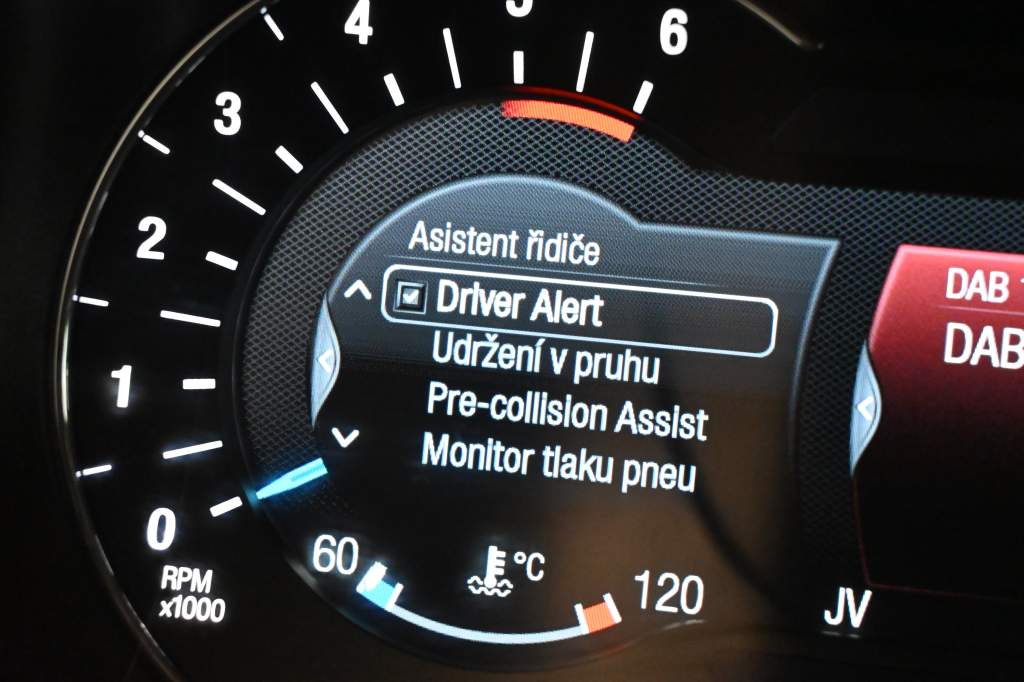 4
5
6
3
2
1
0
RPM
x1000
Asistent řidiče
Driver Alert
Udržení v pruhu
Pre-collision Assist
Monitor tlaku pneu
60
°C
120
DAB
DAB
JV